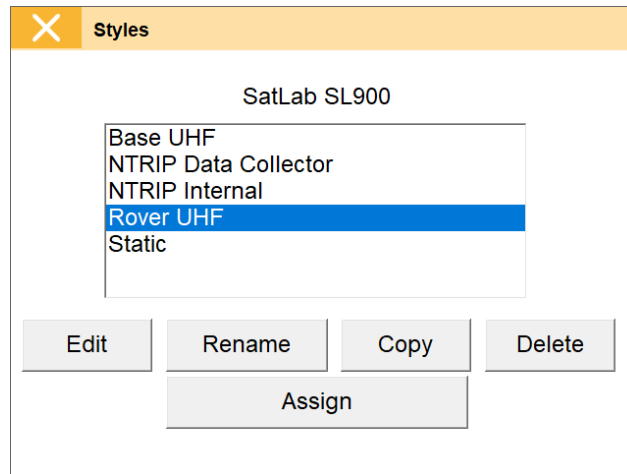 Styles
SatLab SL900
Base UHF
NTRIP Data Collector
NTRIP Internal
Rover UHF
Static
Edit Rename Copy Delete
Assign